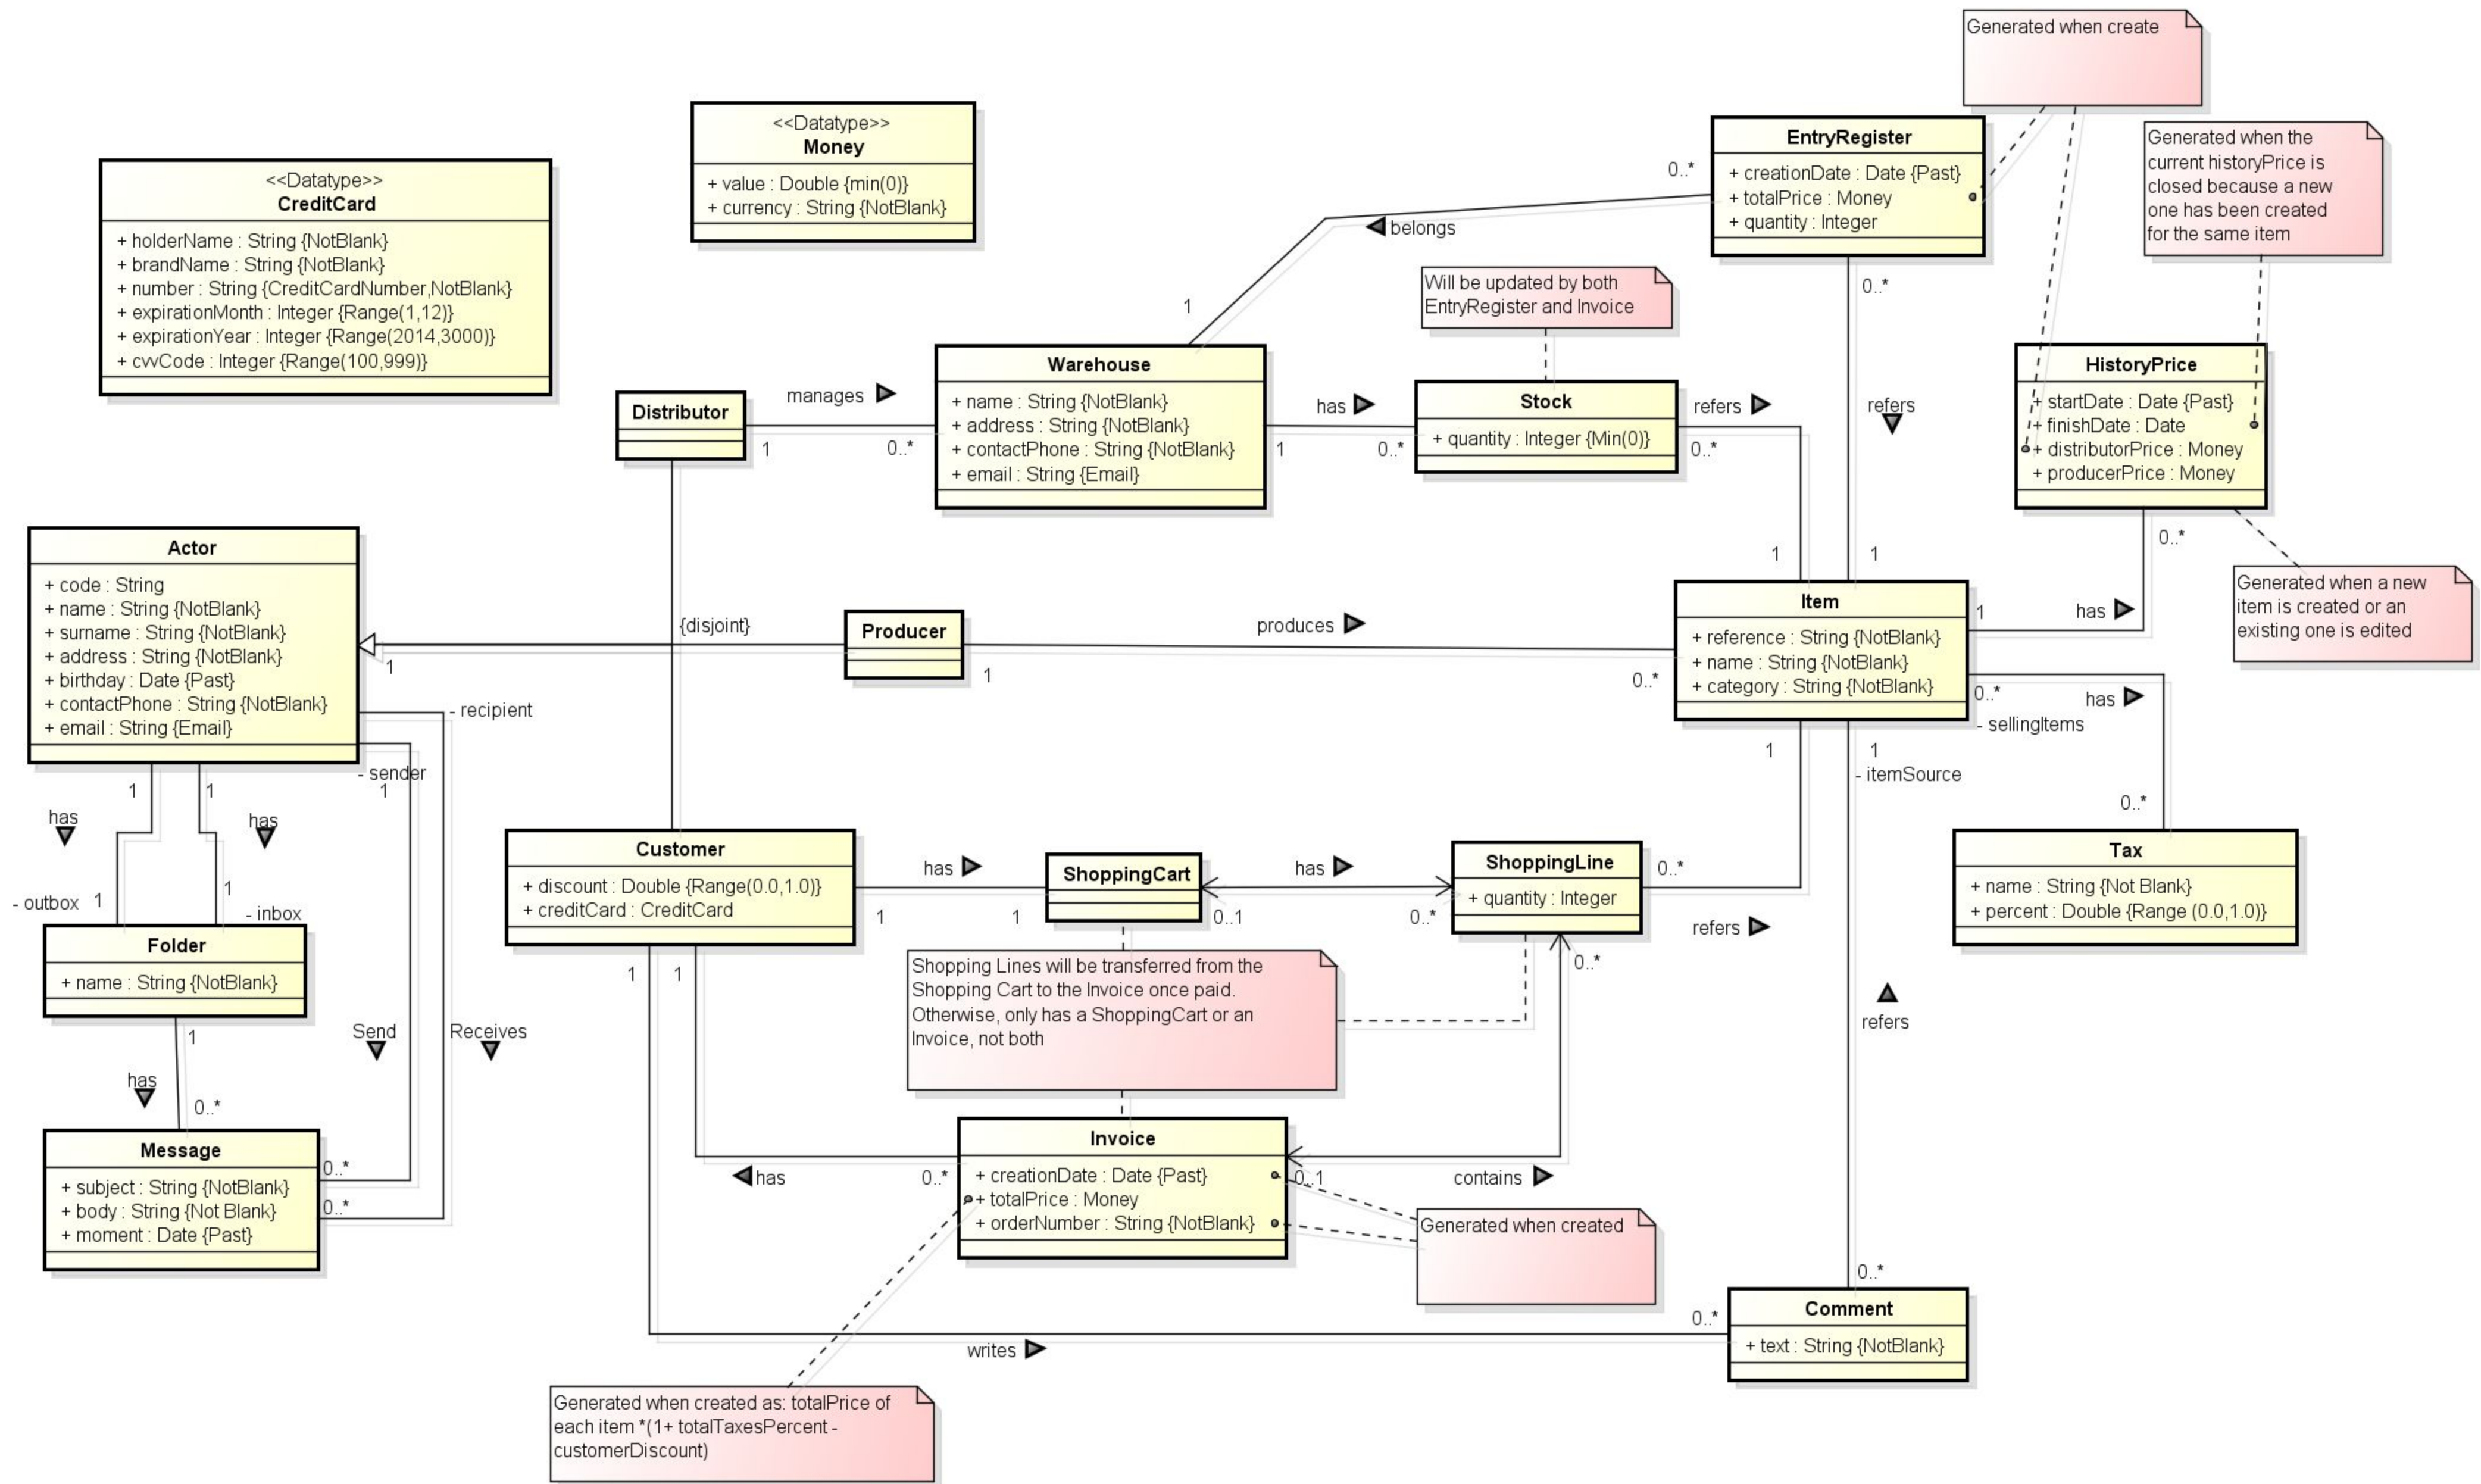 Generated when create
<<Datatype>>
Money
+ value : Double {min(0)}
+ currency : String {NotBlank}
EntryRegister
+ creationDate : Date {Past}
+ totalPrice : Money
+ quantity : Integer
Generated when the
current historyPrice is
closed because a new
one has been created
for the same item
<<Datatype>>
CreditCard
+ holderName : String {NotBlank}
+ brandName : String {NotBlank}
+ number : String {CreditCardNumber,NotBlank}
+ expirationMonth : Integer {Range(1,12)}
+ expirationYear : Integer {Range(2014,3000)}
+ cvvCode : Integer {Range(100,999)}
0..*
belongs
1
0..*
Will be updated by both
EntryRegister and Invoice
Distributor
manages
1
0..*
Warehouse
+ name : String {NotBlank}
+ address : String {NotBlank}
+ contactPhone : String {NotBlank}
+ email : String {Email}
has
1
0..*
Stock
+ quantity : Integer {Min(0)}
refers
0..*
1
refers
1
HistoryPrice
+ startDate : Date {Past}
+ finishDate : Date
+ distributorPrice : Money
+ producerPrice : Money
0..*
Generated when a new
item is created or an
existing one is edited
Actor
+ code : String
+ name : String {NotBlank}
+ surname : String {NotBlank}
+ address : String {NotBlank}
+ birthday : Date {Past}
+ contactPhone : String {NotBlank}
+ email : String {Email}
1
{disjoint}
Producer
produces
1
0..*
Item
+ reference : String {NotBlank}
+ name : String {NotBlank}
+ category : String {NotBlank}
1
has
0..*
has
- sellingItems
0..*
- recipient
- sender
1
1
1
has
has
1
1
- outbox
- inbox
1
1
- itemSource
Folder
+ name : String {NotBlank}
1
Send
Receives
has
0..*
Message
+ subject : String {NotBlank}
+ body : String {Not Blank}
+ moment : Date {Past}
0..*
0..*
Customer
+ discount : Double {Range(0.0,1.0)}
+ creditCard : CreditCard
has
1
1
ShoppingCart
has
0..1
0..*
ShoppingLine
+ quantity : Integer
0..*
refers
Tax
+ name : String {Not Blank}
+ percent : Double {Range (0.0,1.0)}
1
1
Shopping Lines will be transferred from the
Shopping Cart to the Invoice once paid.
Otherwise, only has a ShoppingCart or an
Invoice, not both
0..*
refers
Invoice
+ creationDate : Date {Past}
+ totalPrice : Money
+ orderNumber : String {NotBlank}
has
0..*
0..1
contains
Generated when created
0..*
0..*
writes
Comment
+ text : String {NotBlank}
Generated when created as: totalPrice of
each item *(1+ totalTaxesPercent -
customerDiscount)